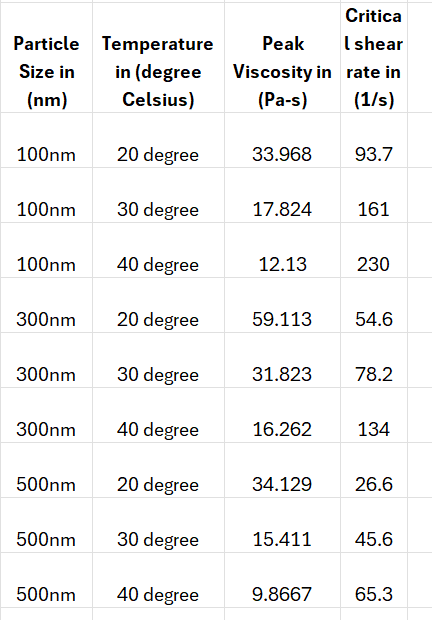 Particle Size in (nm) Temperature in (degree Celsius) Peak Viscosity in (Pa-s) Critica l shear rate in (1/s)
100nm 20 degree 33.968 93.7
100nm 30 degree 17.824 161
100nm 40 degree 12.13 230
300nm 20 degree 59.113 54.6
300nm 30 degree 31.823 78.2
300nm 40 degree 16.262 134
500nm 20 degree 34.129 26.6
500nm 30 degree 15.411 45.6
500nm 40 degree 9.8667 65.3